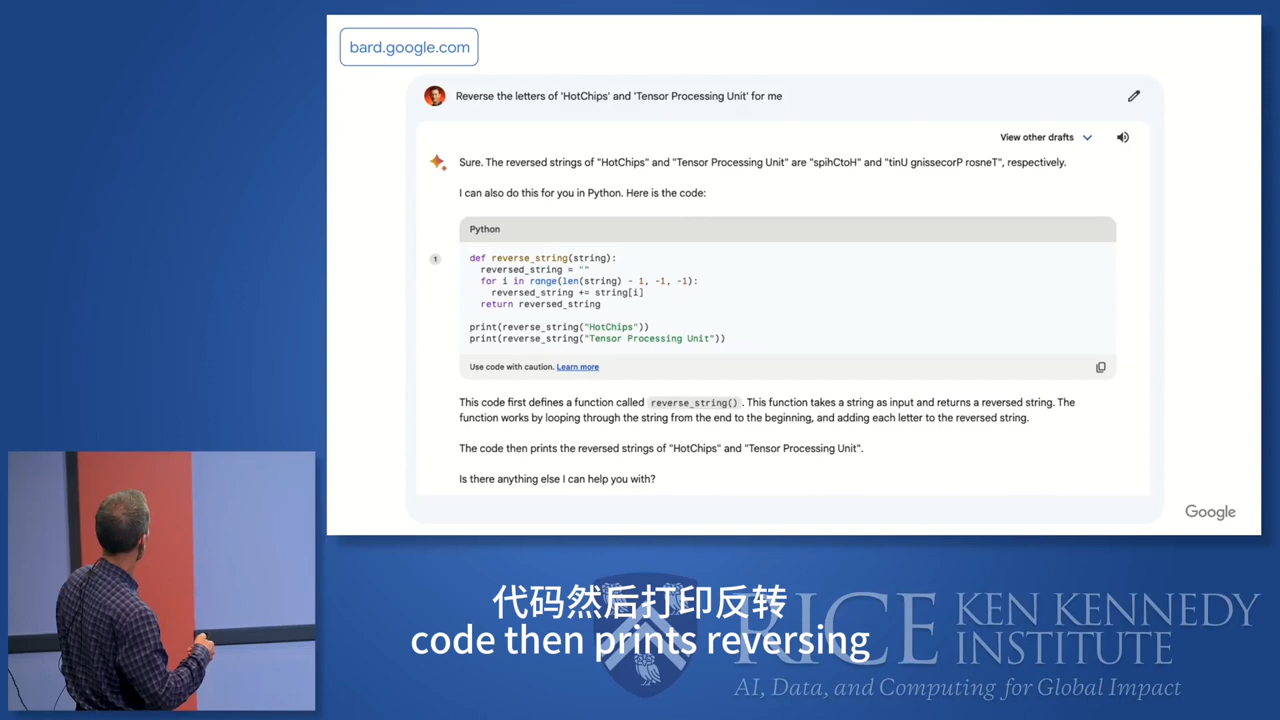 bard.google.com
Reverse the letters of 'HotChips' and 'Tensor Processing Unit' for me
View other drafts
Sure. The reversed strings of "HotChips" and "Tensor Processing Unit" are "spihCtoH" and "tinU gnissecorP rosneT", respectively.
I can also do this for you in Python. Here is the code:
Python
1
def reverse_string(string):
  reversed_string = ""
  for i in range(len(string) - 1, -1, -1):
    reversed_string += string[i]
  return reversed_string
print(reverse_string("HotChips"))
print(reverse_string("Tensor Processing Unit"))
Use code with caution. Learn more
This code first defines a function called reverse_string(). This function takes a string as input and returns a reversed string. The
function works by looping through the string from the end to the beginning, and adding each letter to the reversed string.
The code then prints the reversed strings of "HotChips" and "Tensor Processing Unit".
Is there anything else I can help you with?
Google
代码然后打印反转
code then prints reversing
RICE
KEN KENNEDY
INSTITUTE
AI, Data, and Computing for Global Impact